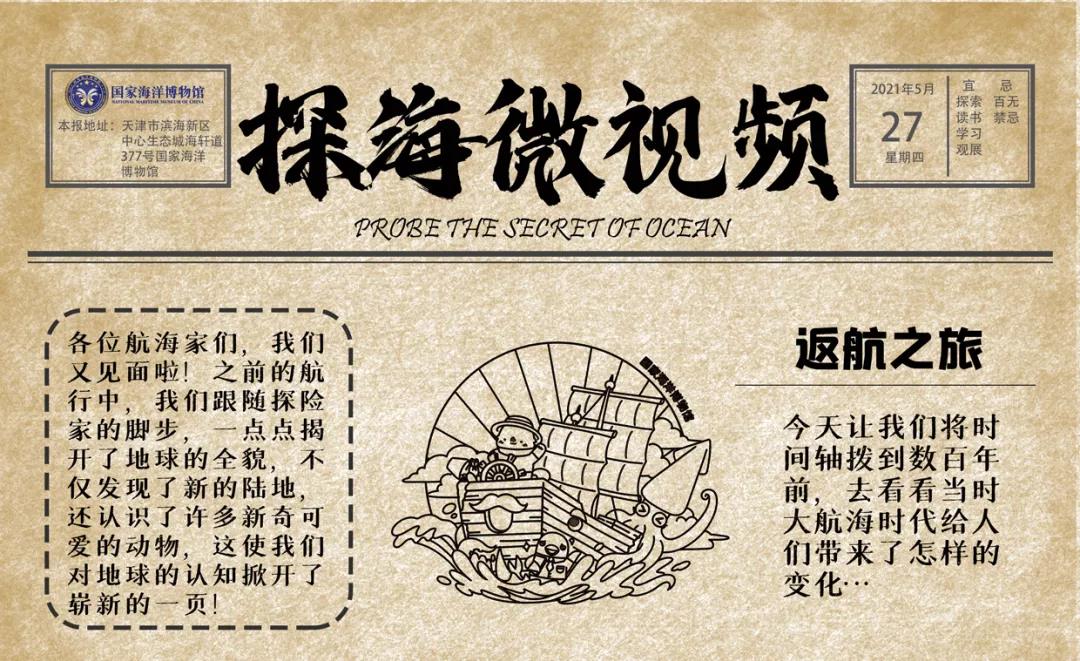 国家海洋博物馆
NATIONAL MARITIME MUSEUM OF CHINA
本报地址：天津市滨海新区
中心生态城海轩道
377号国家海洋
博物馆
探海微视频
PROBE THE SECRET OF OCEAN
2021年5月
27
星期四
宜
探索
读书
学习
观展
忌
百无
禁忌
各位航海家们，我们
又见面啦！之前的航
行中，我们跟随探险
家的脚步，一点点揭
开了地球的全貌，不
仅发现了新的陆地，
还认识了许多新奇可
爱的动物，这使我们
对地球的认知掀开了
崭新的一页！
国家海洋博物馆
返航之旅
今天让我们将时
间轴拨到数百年
前，去看看当时
大航海时代给人
们带来了怎样的
变化…